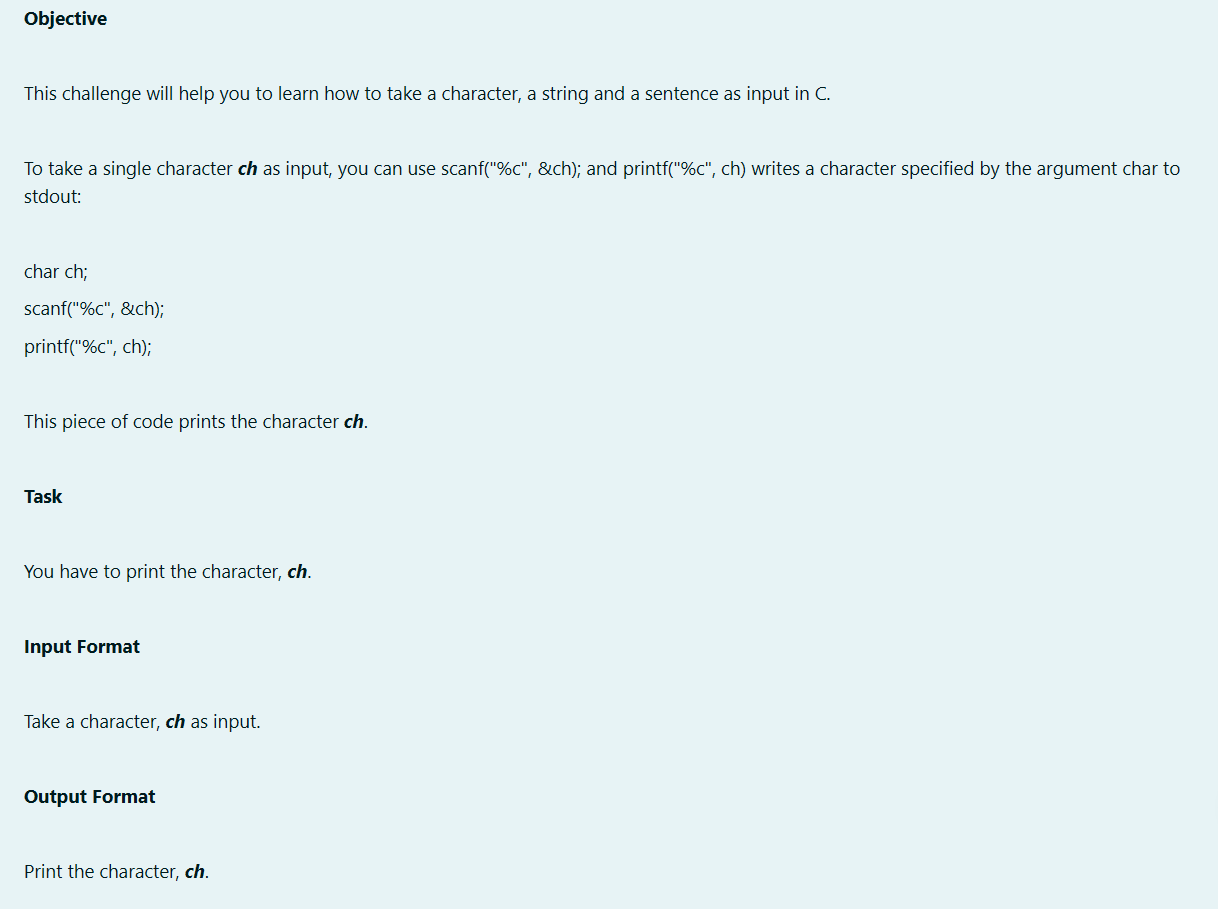 Objective
This challenge will help you to learn how to take a character, a string and a sentence as input in C.
To take a single character ch as input, you can use scanf("%c", &ch); and printf("%c", ch) writes a character specified by the argument char to
stdout:
char ch;
scanf("%c", &ch);
printf("%c", ch);
This piece of code prints the character ch.
Task
You have to print the character, ch.
Input Format
Take a character, ch as input.
Output Format
Print the character, ch.